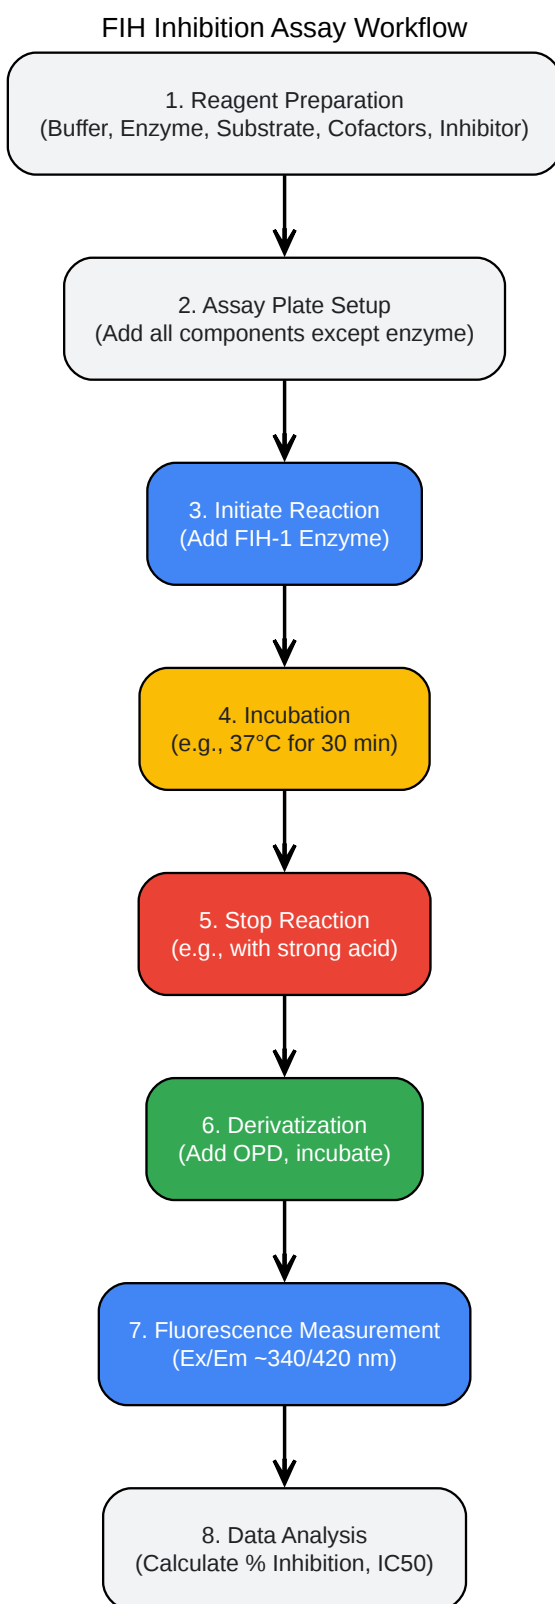 FIH Inhibition Assay Workflow
1. Reagent Preparation
(Buffer, Enzyme, Substrate, Cofactors, Inhibitor)
2. Assay Plate Setup
(Add all components except enzyme)
3. Initiate Reaction
(Add FIH-1 Enzyme)
4. Incubation
(e.g., 37°C for 30 min)
5. Stop Reaction
(e.g., with strong acid)
6. Derivatization
(Add OPD, incubate)
7. Fluorescence Measurement
(Ex/Em ~340/420 nm)
8. Data Analysis
(Calculate % Inhibition, IC50)